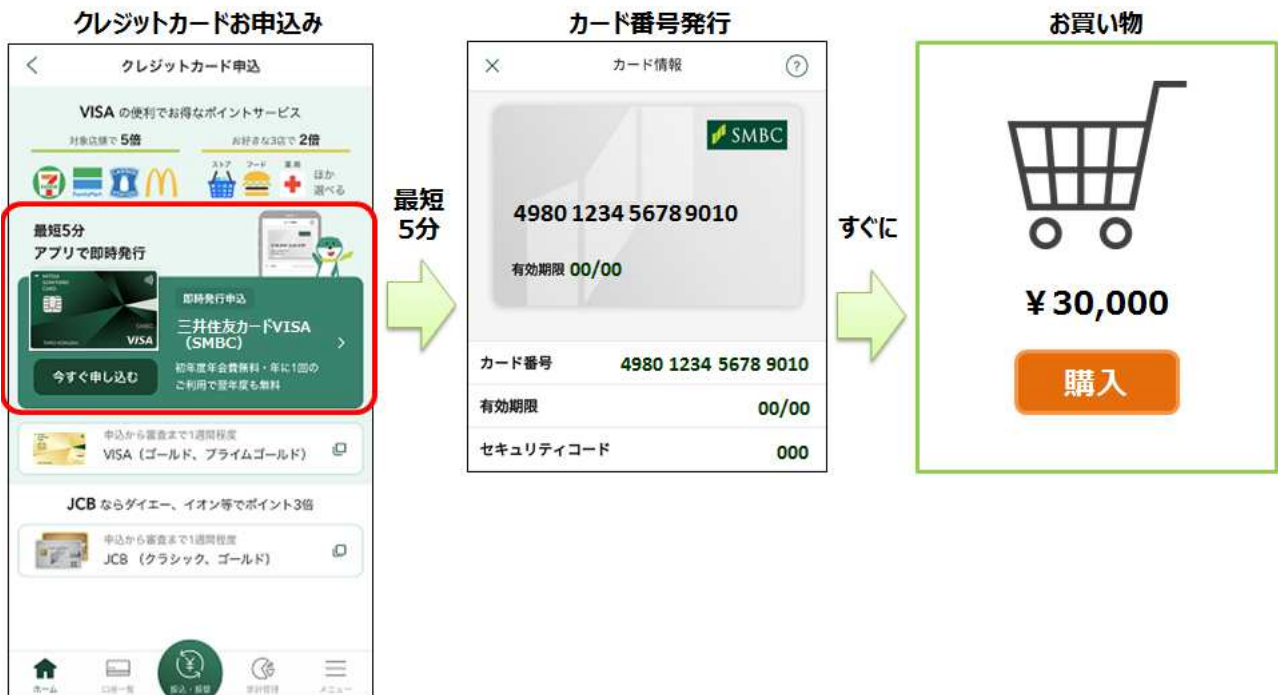 クレジットカードお申込み
クレジットカード申込
VISA の便利でお得なポイントサービス
対象店舗で 5倍
お好きな3店で 2倍
ストア
フード
薬局
ほか
選べる
最短5分
アプリで即時発行
即時発行申込
三井住友カードVISA
(SMBC)
VISA
今すぐ申し込む
初年度年会費無料・年に1回の
ご利用で翌年度も無料
申込から審査まで1週間程度
VISA(ゴールド、プライムゴールド)
JCB ならダイエー、イオン等でポイント3倍
申込から審査まで1週間程度
JCB (クラシック、ゴールド)
ホーム
口座一覧
振込・振替
家計管理
メニュー
最短
5分
カード番号発行
カード情報
?
SMBC
4980 1234 5678 9010
有効期限 00/00
カード番号 4980 1234 5678 9010
有効期限 00/00
セキュリティコード 000
すぐに
お買い物
¥30,000
購入